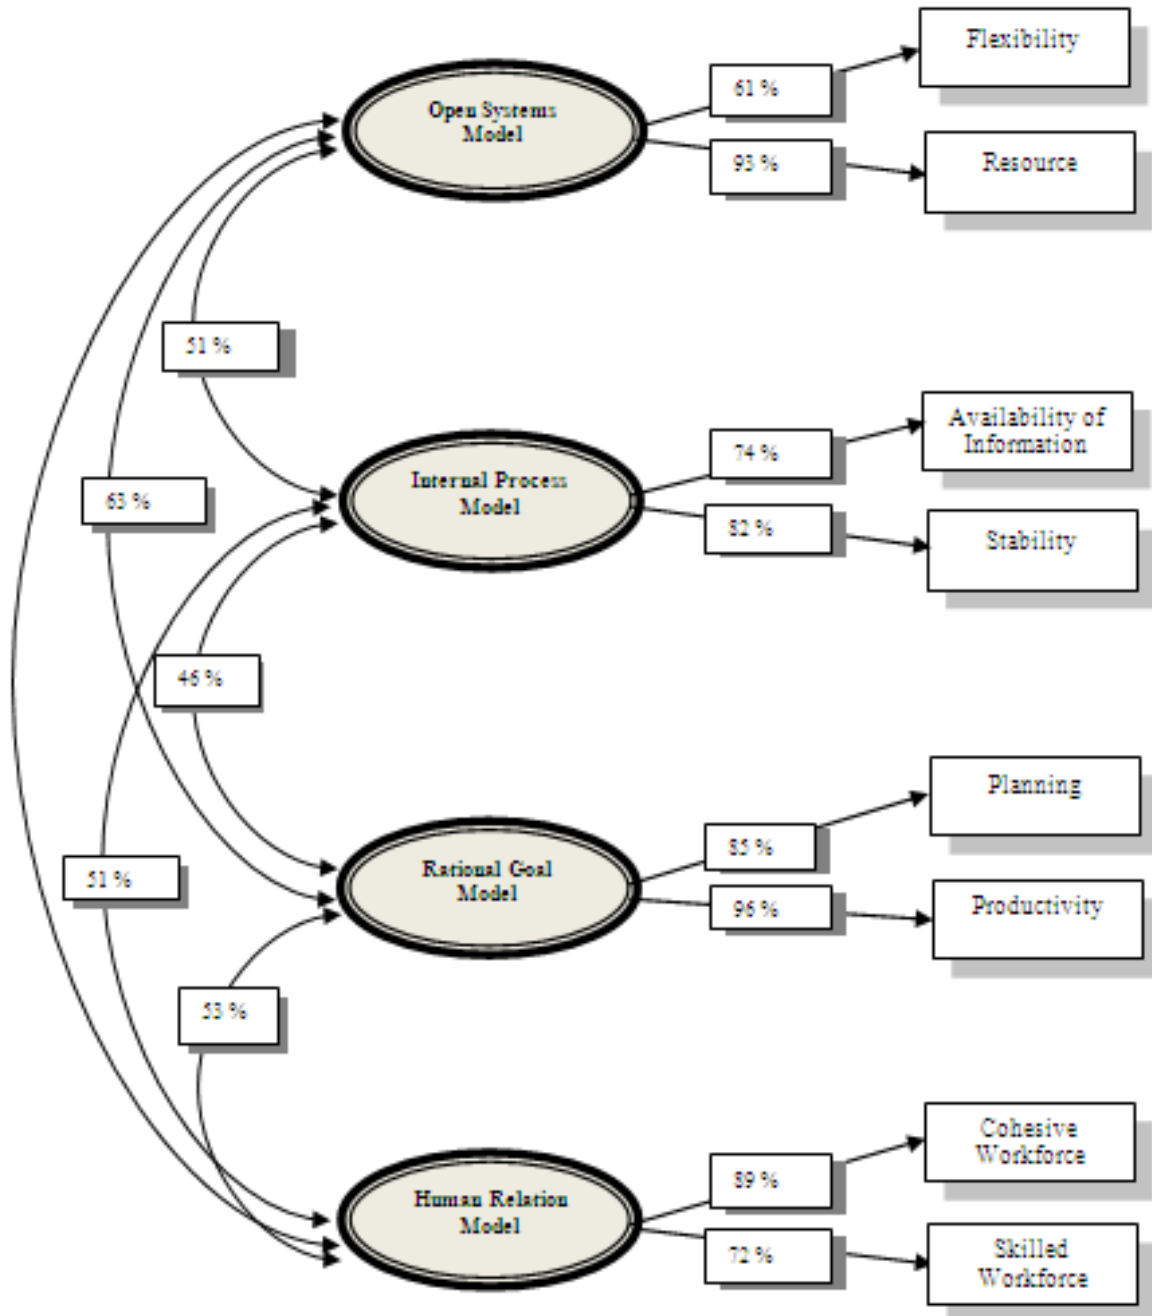 Flexibility
61 %
Open Systems
Model
93 %
Resource
51 %
Availability of
Information
74 %
Internal Process
Model
63 %
82 %
Stability
46 %
Planning
85 %
Rational Goal
Model
51 %
96 %
Productivity
53 %
Cohesive
Workforce
89 %
Human Relation
Model
72 %
Skilled
Workforce